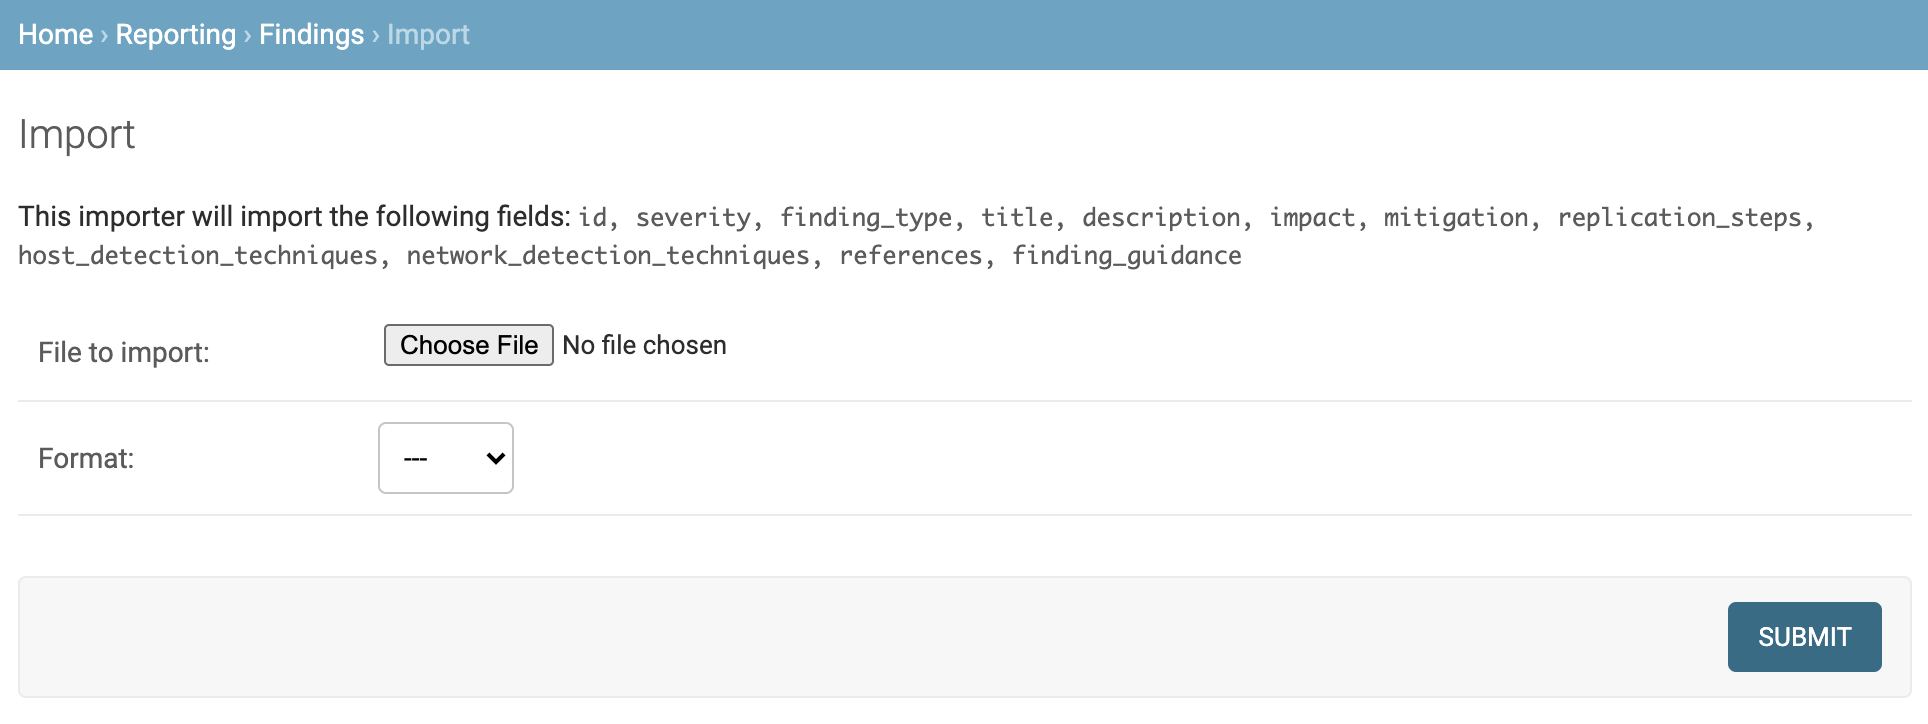 Home › Reporting › Findings › Import
Import
This importer will import the following fields: id, severity, finding_type, title, description, impact, mitigation, replication_steps,
host_detection_techniques, network_detection_techniques, references, finding_guidance
File to import: Choose File No file chosen
Format: ---
SUBMIT